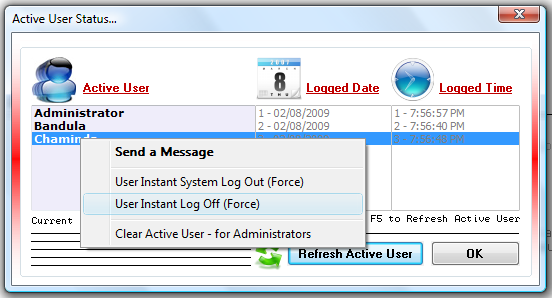 Active User Status...
2007
8
THU
Active User
Logged Date
Logged Time
Administrator
1 - 02/08/2009
1 - 7:56:57 PM
Bandula
2 - 02/08/2009
2 - 7:56:40 PM
Chaminda
3 - 7:56:38 PM
Send a Message
User Instant System Log Out (Force)
User Instant Log Off (Force)
Clear Active User - for Administrators
Current
F5 to Refresh Active User
Refresh Active User
OK